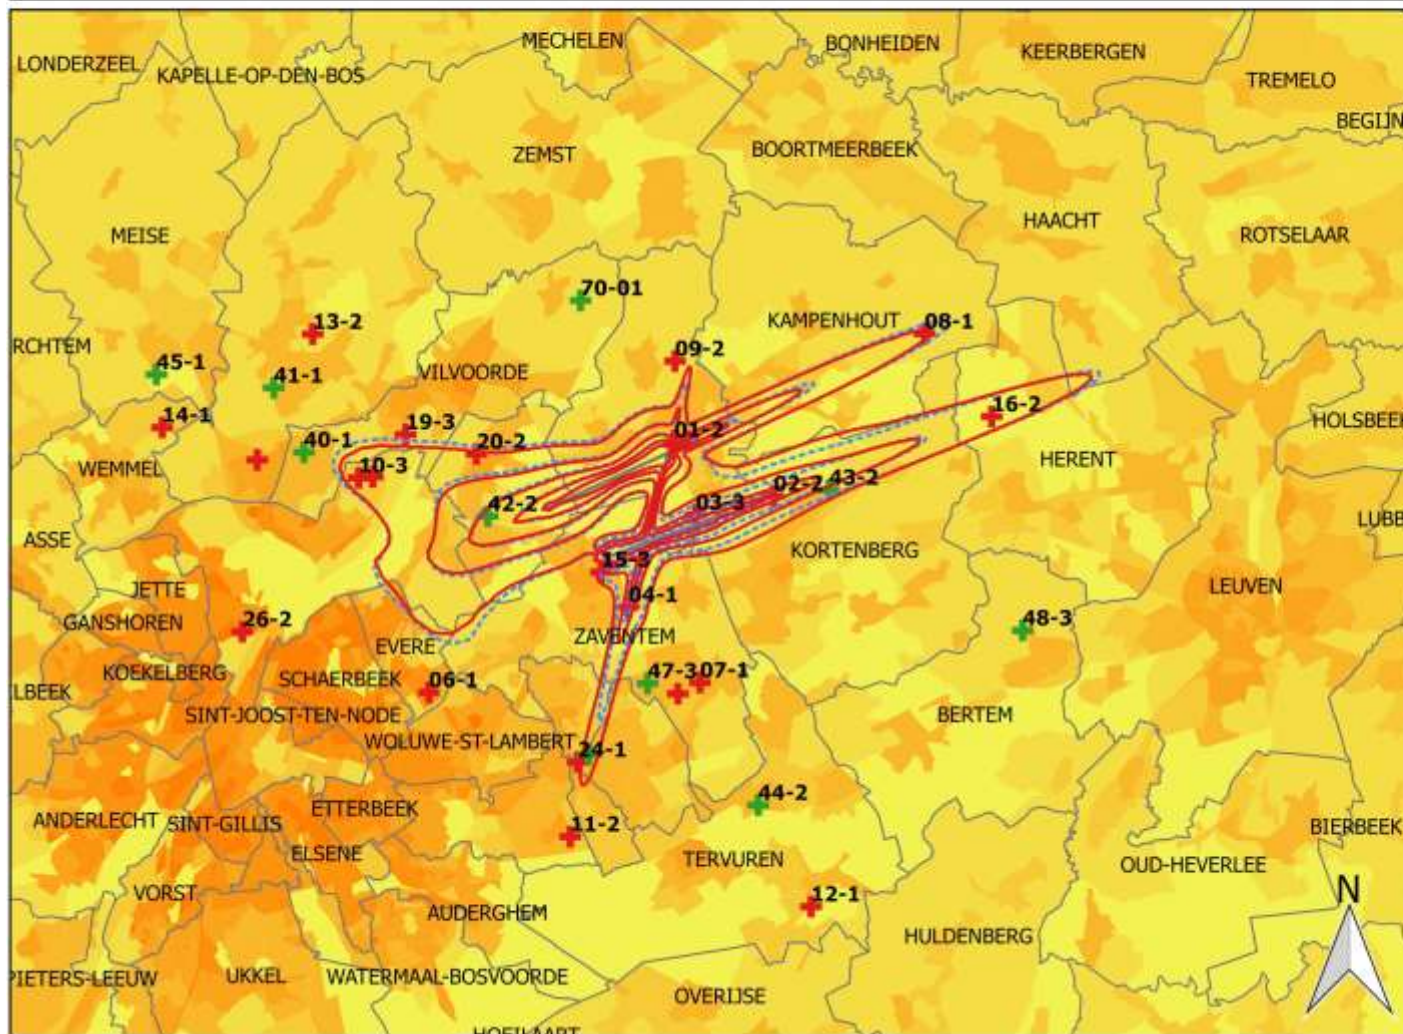 MECHELEN
BONHEIDEN
KEERBERGEN
LONDERZEEL
KAPELLE-OP-DEN-BOS
TREMELO
BEGIJN
ZEMST
BOORTMEERBEEK
HAACHT
MEISE
ROTSELAAR
70-01
13-2
KAMPENHOUT
08-1
RCHTEM
45-1
41-1
VILVOORDE
09-2
14-1
19-3
01-2
16-2
HOLSBEEK
WEMMEL
40-1
20-2
HERENT
10-3
02-2
43-2
42-2
03-3
ASSE
LUBB
KORTENBERG
15-3
JETTE
LEUVEN
04-1
GANSHOREN
26-2
ZAVENTEM
48-3
EVERE
KOEKELBERG
SCHAERBEEK
47-3
07-1
ELBEEK
06-1
SINT-JOOST-TEN-NODE
BERTEM
WOLUWE-ST-LAMBERT
24-1
44-2
ETTERBEEK
ANDERLECHT
SINT-GILLIS
11-2
BIERBEEK
ELSENE
TERVUREN
OUD-HEVERLEE
VORST
12-1
N
AUDERGHEM
HULDENBERG
PIETERS-LEEUW
UKKEL
WATERMAAL-BOSVOORDE
OVERIJSE
HOEILAART